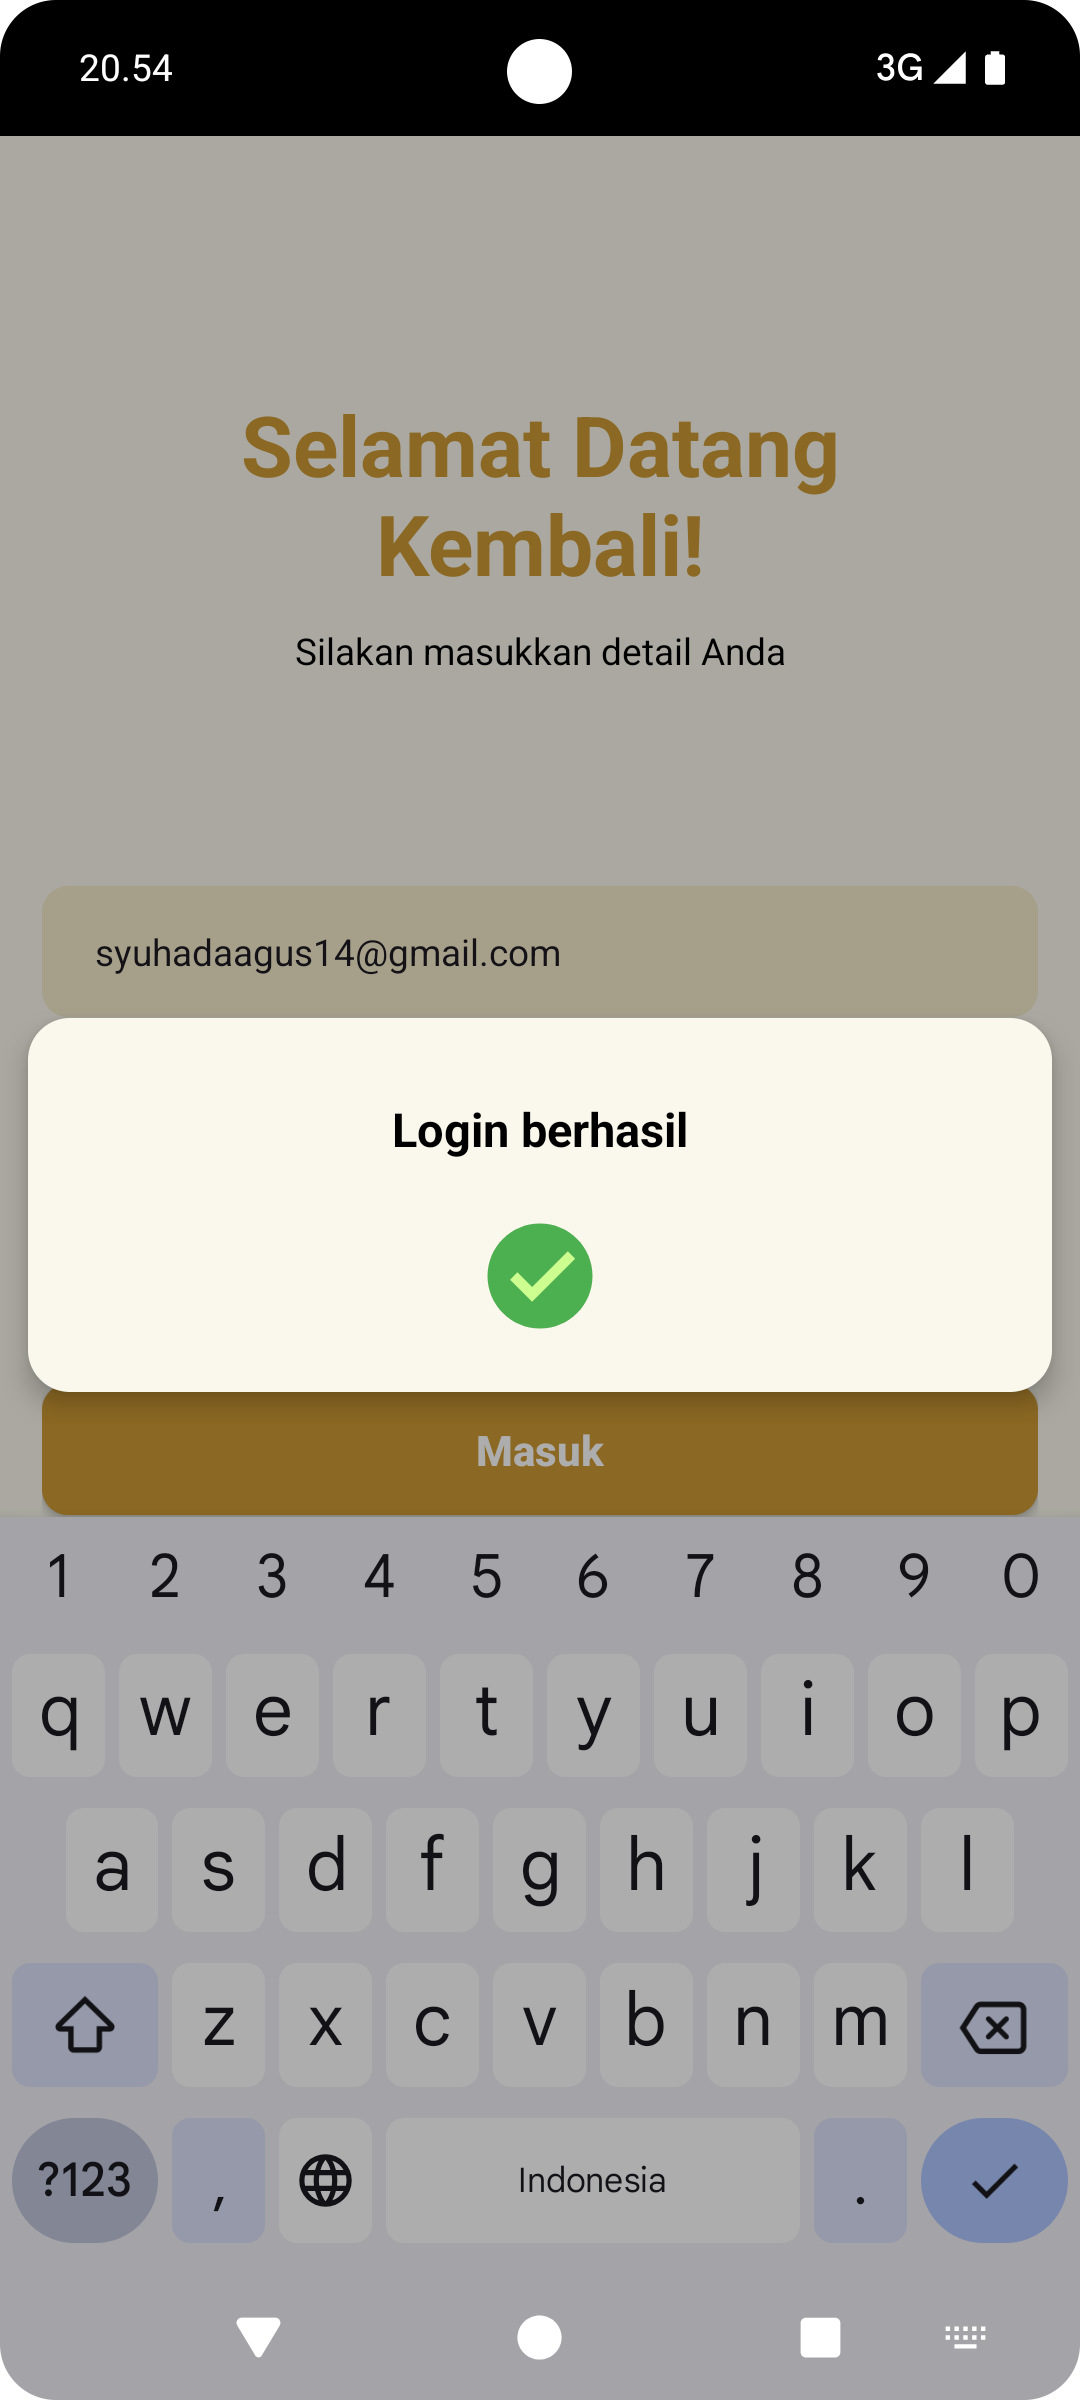 20.54
3G
Selamat Datang
Kembali!
Silakan masukkan detail Anda
syuhadaagus14@gmail.com
Login berhasil
Masuk
1 2 3 4 5 6 7 8 9 0
q w e r t y u i o p
a s d f g h j k l
z x c v b n m
?123 , Indonesia .